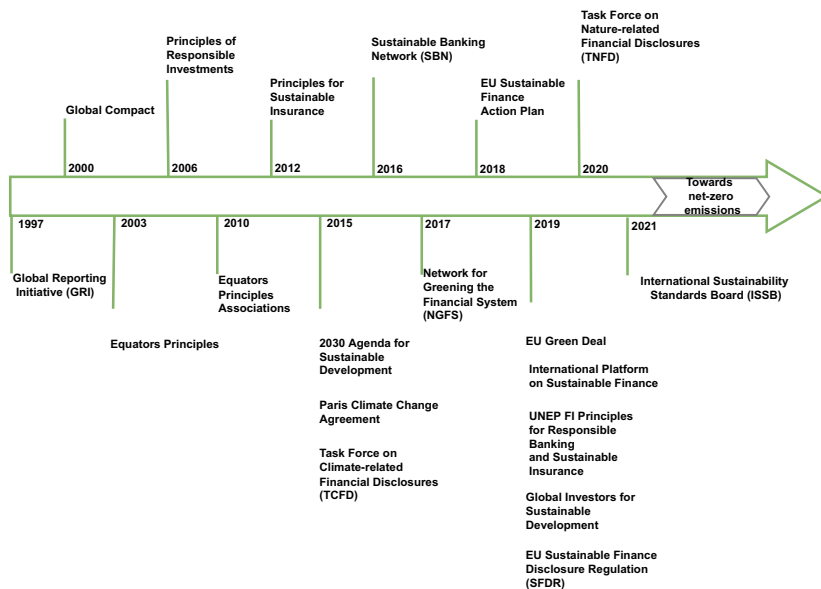 Task Force on
Nature-related
Financial Disclosures
(TNFD)
Principles of
Responsible
Investments
Sustainable Banking
Network (SBN)
Principles for
Sustainable
Insurance
EU Sustainable
Finance
Action Plan
Global Compact
2000
2006
2012
2016
2018
2020
Towards
net-zero
emissions
1997
2003
2010
2015
2017
2019
2021
Global Reporting
Initiative (GRI)
Equators
Principles
Associations
Network for
Greening the
Financial System
(NGFS)
International Sustainability
Standards Board (ISSB)
Equators Principles
2030 Agenda for
Sustainable
Development
Paris Climate Change
Agreement
Task Force on
Climate-related
Financial Disclosures
(TCFD)
EU Green Deal
International Platform
on Sustainable Finance
UNEP FI Principles
for Responsible
Banking
and Sustainable
Insurance
Global Investors for
Sustainable
Development
EU Sustainable Finance
Disclosure Regulation
(SFDR)